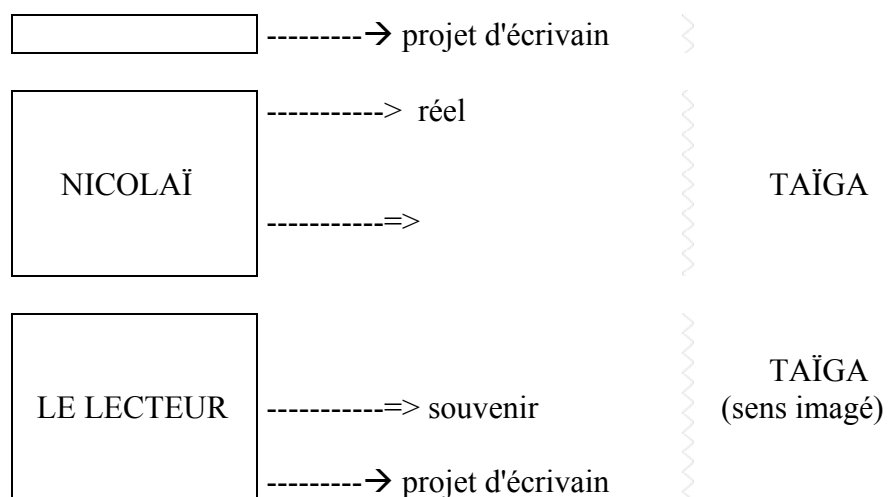 ---------→ projet d'écrivain
-----------> réel
NICOLAÏ TAÏGA
-----------=>
TAÏGA
LE LECTEUR -----------=> souvenir (sens imagé)
---------→ projet d'écrivain